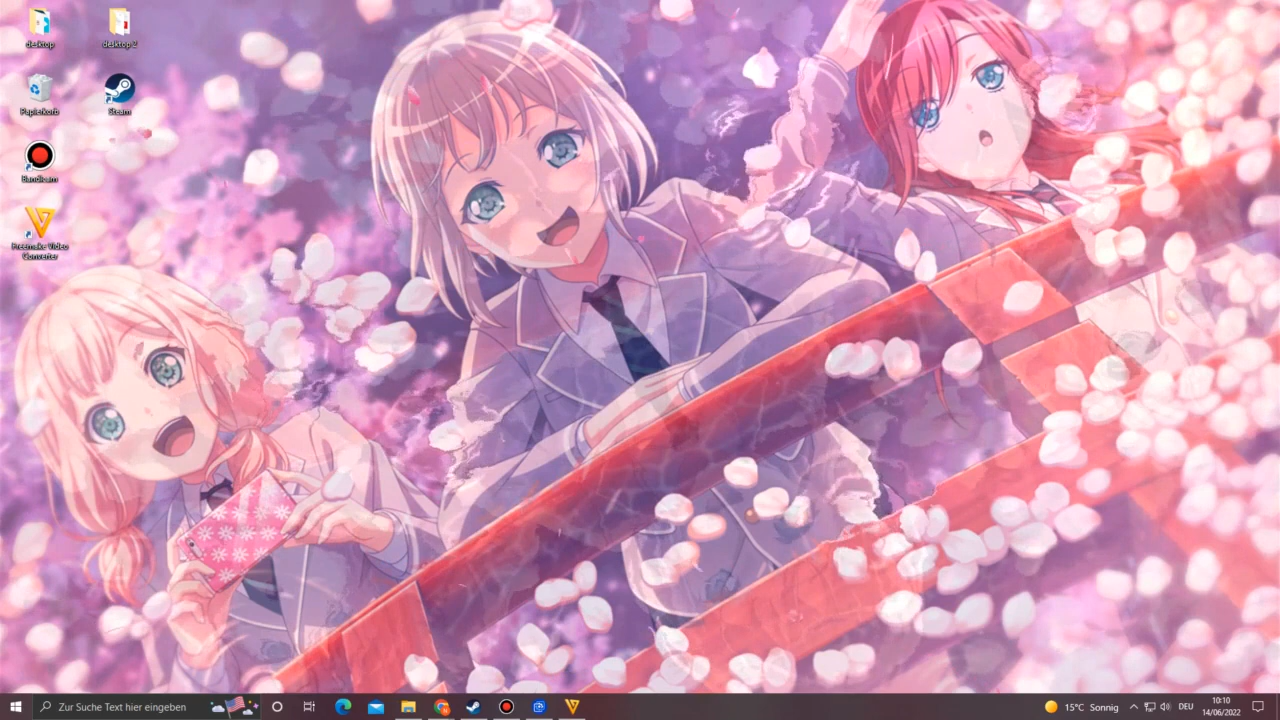 desktop
desktop 2
Papierkorb
Steam
Bandicam
Freemake Video
Converter
Zur Suche Text hier eingeben
15°C Sonnig
DEU
10:10
14/06/2022